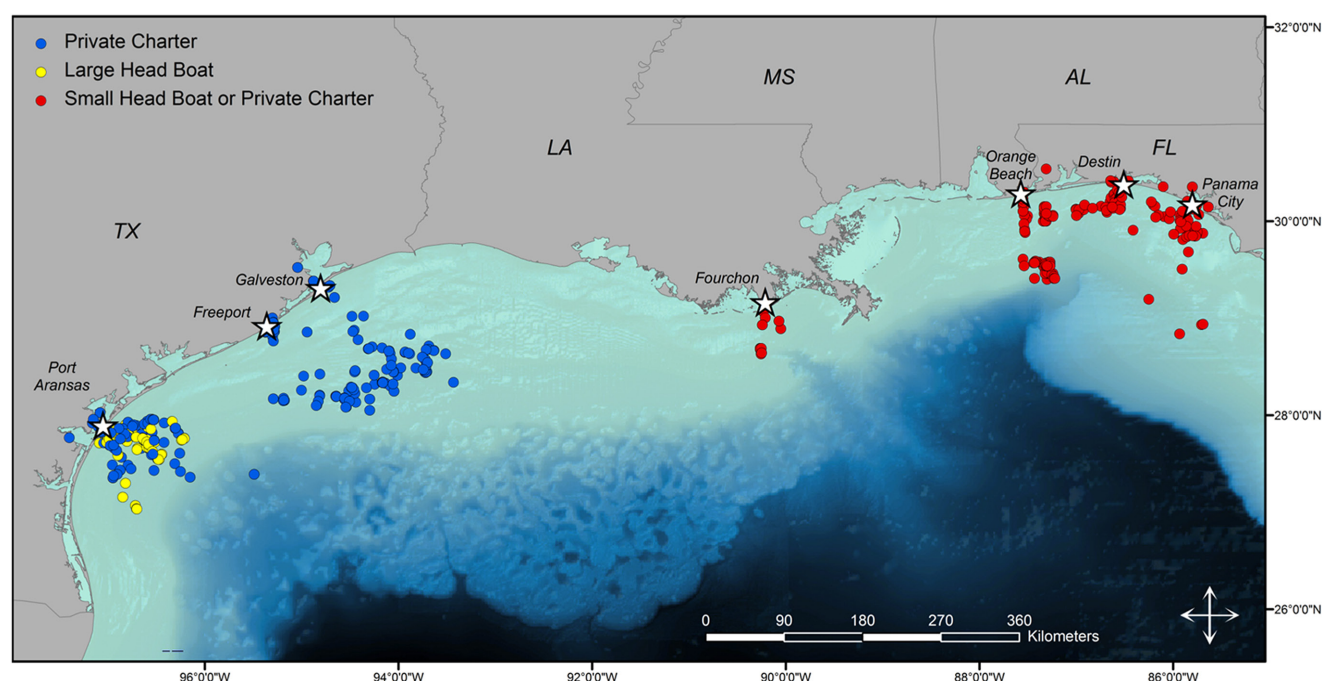 Private Charter
Large Head Boat
Small Head Boat or Private Charter
32°0'0"N
MS
AL
LA
FL
Orange
Beach
Destin
Panama
City
TX
30°0'0"N
Galveston
Fourchon
Freeport
Port
Aransas
28°0'0"N
0 90 180 270 360
Kilometers
26°0'0"N
96°0'0"W 94°0'0"W 92°0'0"W 90°0'0"W 88°0'0"W 86°0'0"W